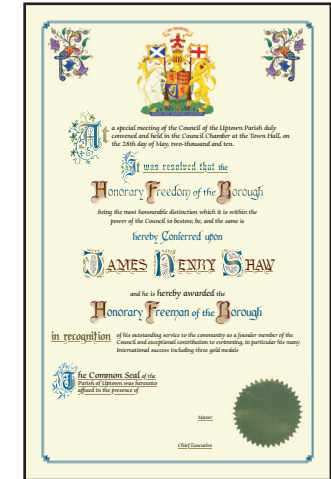 At a special meeting of the Council of the Uptown Parish duly
convened and held in the Council Chamber at the Town Hall, on
the 28th day of May, two-thousand and ten.
It was resolved that the
Honorary Freedom of the Borough
being the most honourable distinction which it is within the
power of the Council to bestow, be, and the same is
hereby Conferred upon
JAMES HENRY SHAW
and he is hereby awarded the
Honorary Freeman of the Borough
in recognition of his outstanding service to the community as a founder member of the
Council and exceptional contribution to swimming, in particular his many
International success including three gold medals
The Common Seal of the
Parish of Uptown was hereunto
affixed in the presence of
Mayor
Chief Executive